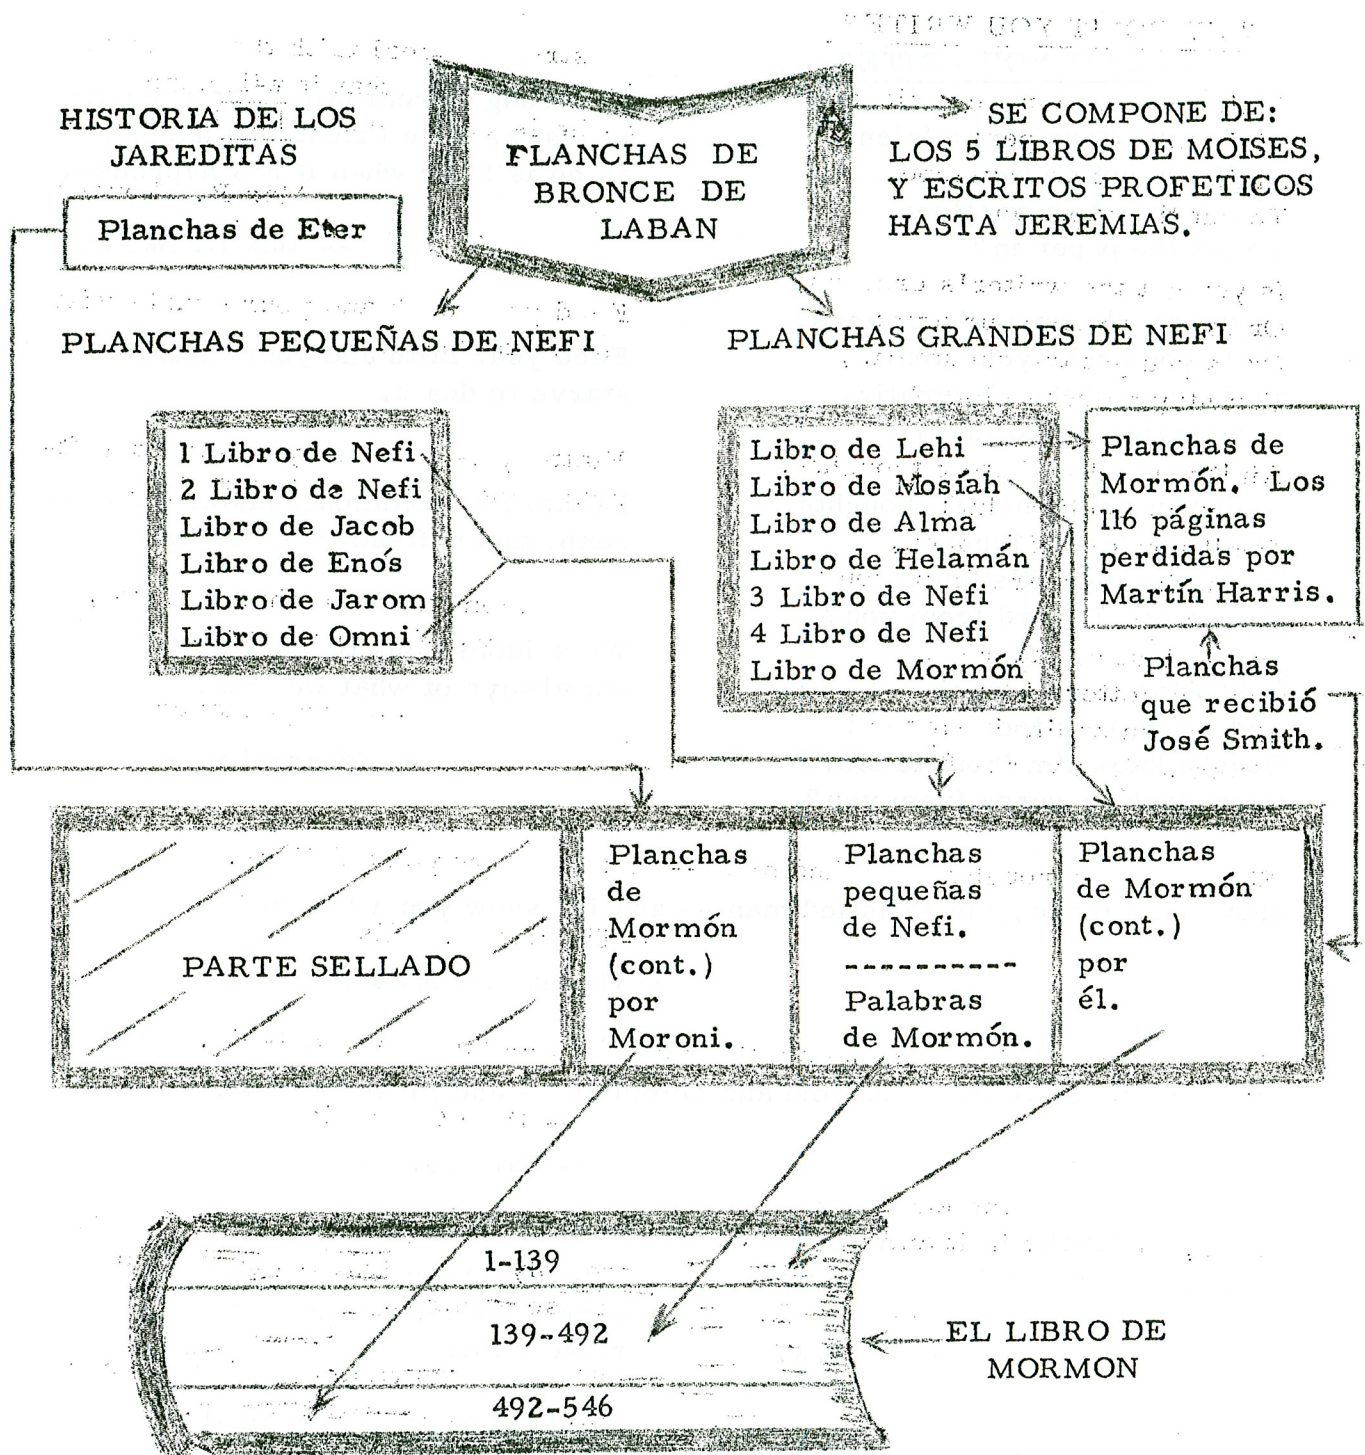 HISTORIA DE LOS
JAREDITAS
Planchas de Eter
PLANCHAS DE
BRONCE DE
LABAN
SE COMPONE DE:
LOS 5 LIBROS DE MOISES,
Y ESCRITOS PROFETICOS
HASTA JEREMIAS.
PLANCHAS PEQUEÑAS DE NEFI
1 Libro de Nefi
2 Libro de Nefi
Libro de Jacob
Libro de Enós
Libro de Jarom
Libro de Omni
PLANCHAS GRANDES DE NEFI
Libro de Lehi
Libro de Mosíah
Libro de Alma
Libro de Helamán
3 Libro de Nefi
4 Libro de Nefi
Libro de Mormón
Planchas de
Mormón. Los
116 páginas
perdidas por
Martín Harris.
Planchas
que recibió
José Smith.
PARTE SELLADO
Planchas
de
Mormón
(cont.)
por
Moroni.
Planchas
pequeñas
de Nefi.
----------
Palabras
de Mormón.
Planchas
de Mormón
(cont.)
por
él.
1-139
139-492
492-546
EL LIBRO DE
MORMON